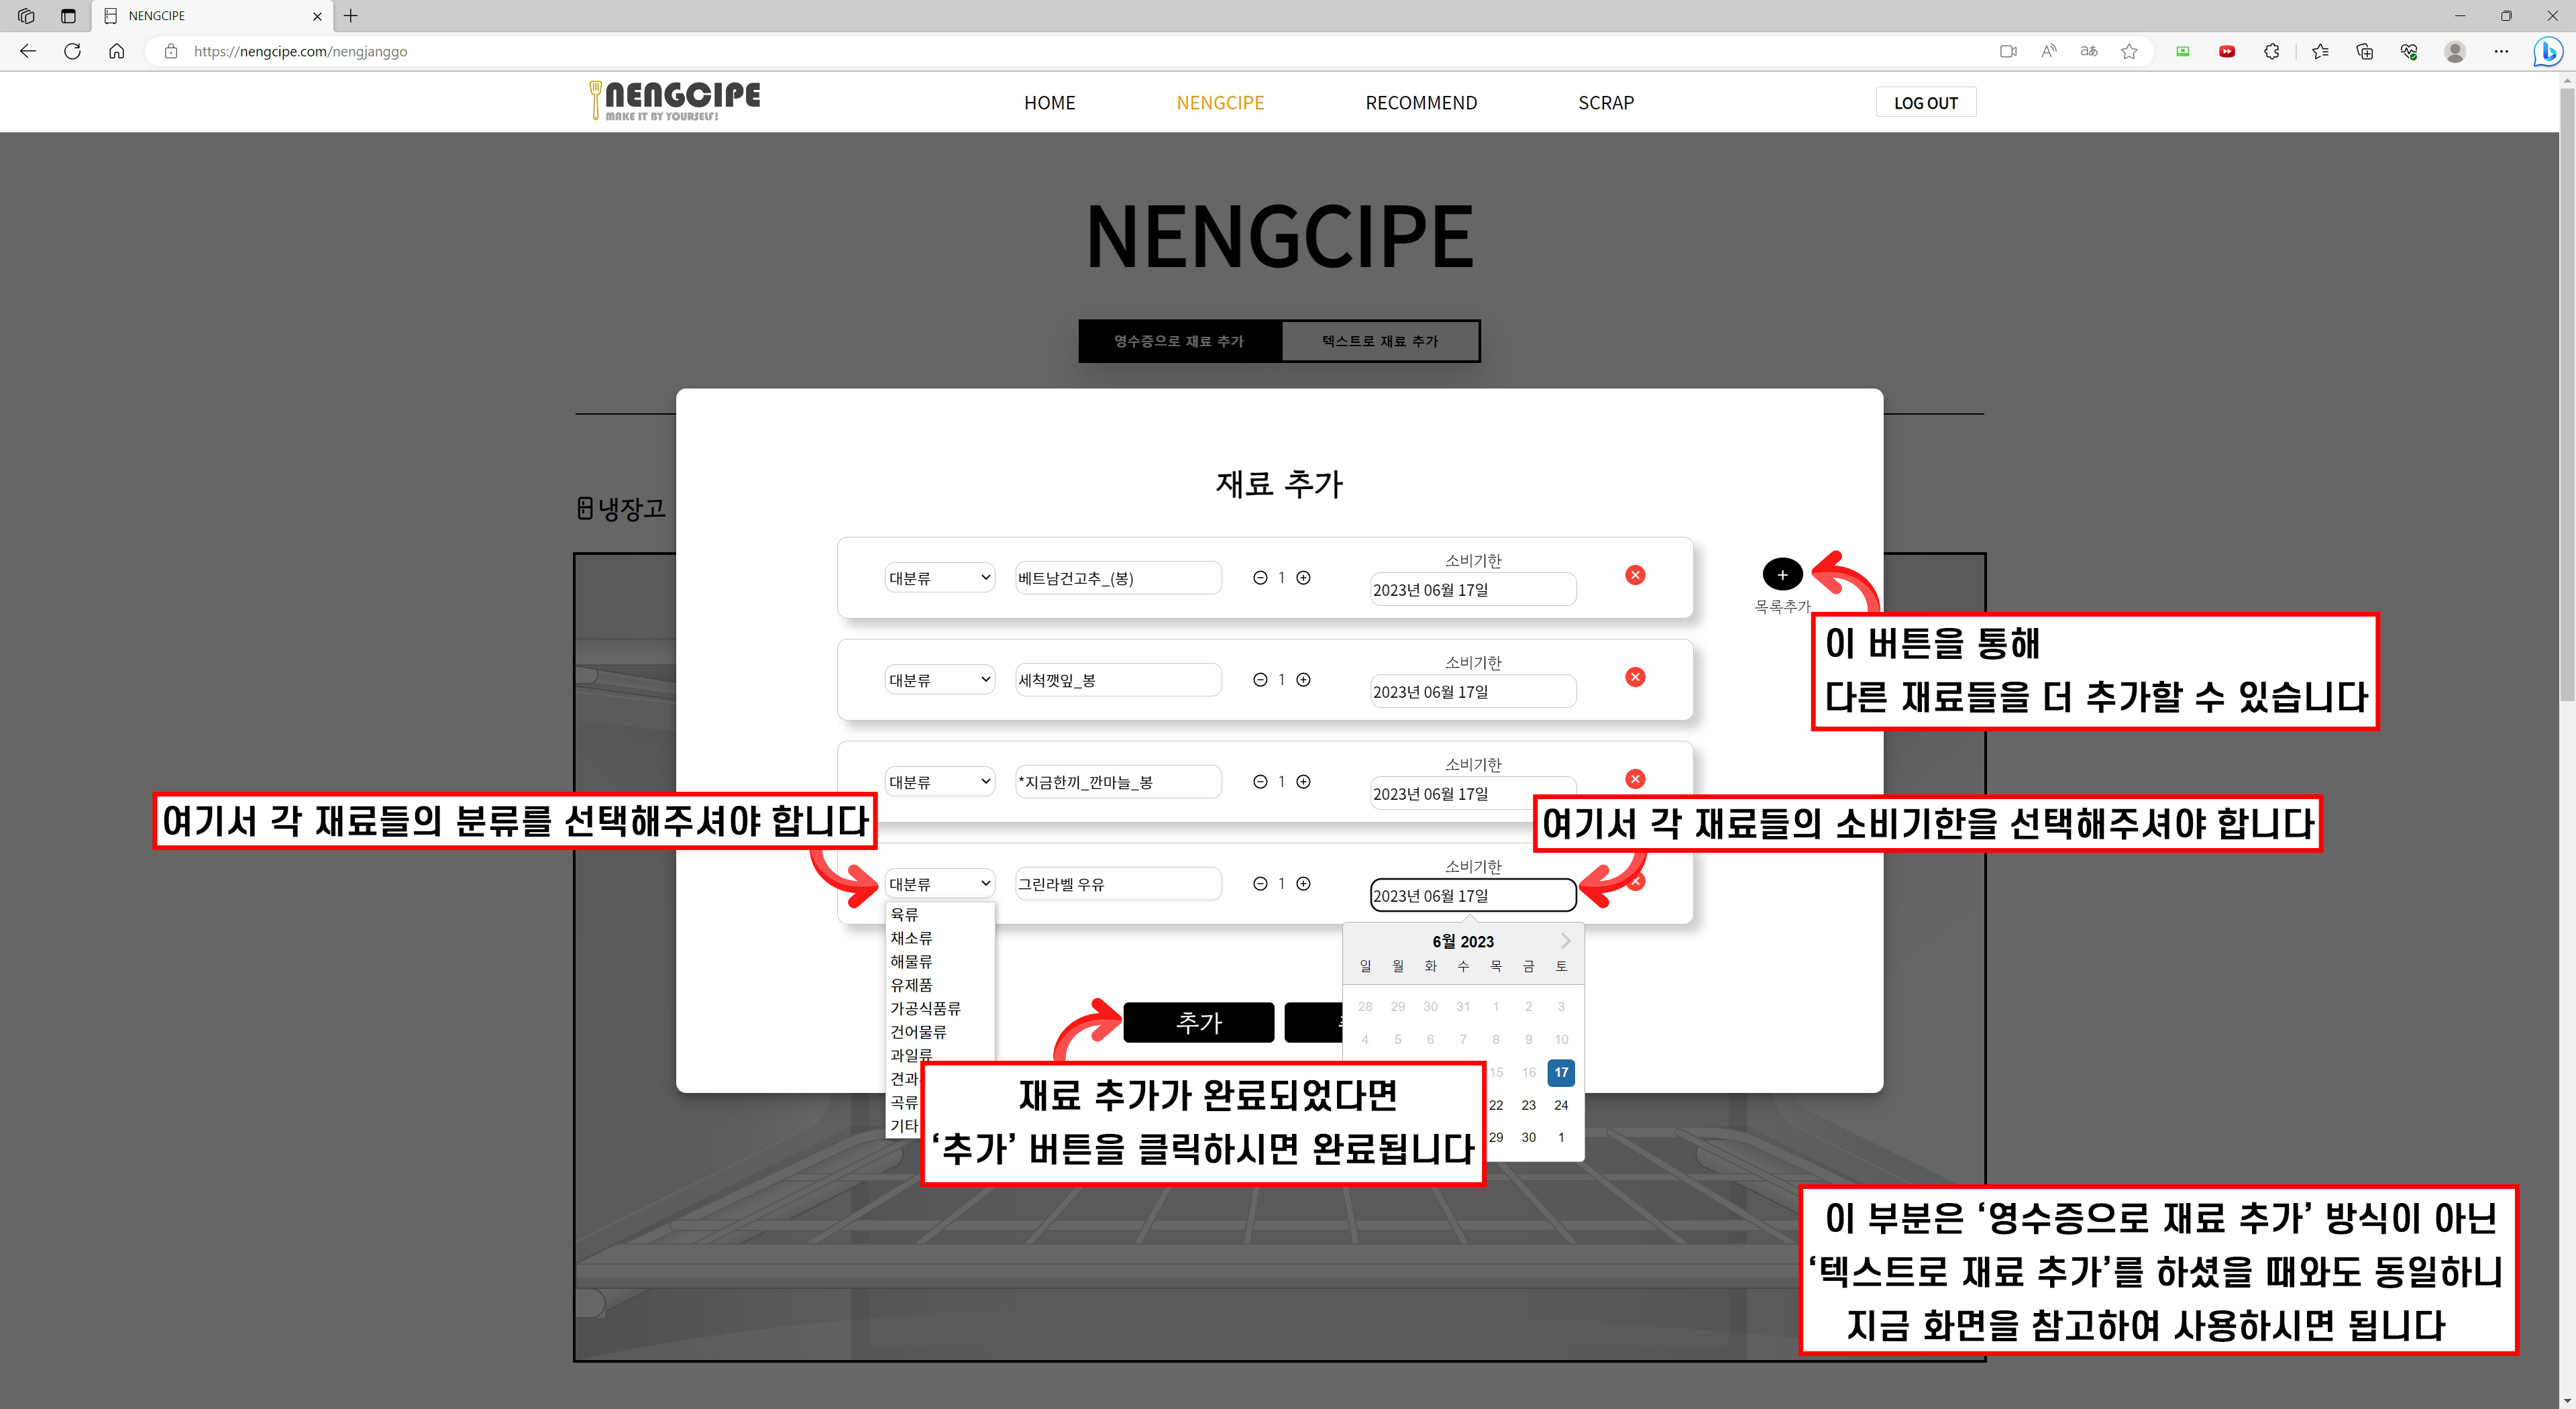 NENGCIPE
https://nengcipe.com/nengjanggo
NENGCIPE
MAKE IT BY YOURSELF!
HOME
NENGCIPE
RECOMMEND
SCRAP
LOG OUT
NENGCIPE
영수증으로 재료 추가
텍스트로 재료 추가
냉장고
재료 추가
대분류
베트남건고추_(봉)
1
소비기한
2023년 06월 17일
+
목록추가
이 버튼을 통해
다른 재료들을 더 추가할 수 있습니다
대분류
세척깻잎_봉
1
소비기한
2023년 06월 17일
대분류
*지금한끼_깐마늘_봉
1
소비기한
2023년 06월 17일
여기서 각 재료들의 분류를 선택해주셔야 합니다
여기서 각 재료들의 소비기한을 선택해주셔야 합니다
대분류
그린라벨 우유
1
소비기한
2023년 06월 17일
육류
채소류
해물류
유제품
가공식품류
건어물류
과일류
견과
곡류
기타
6월 2023
일 월 화 수 목 금 토
28 29 30 31 1 2 3
4 5 6 7 8 9 10
15 16 17
22 23 24
29 30 1
추가
재료 추가가 완료되었다면
‘추가’ 버튼을 클릭하시면 완료됩니다
이 부분은 ‘영수증으로 재료 추가’ 방식이 아닌
‘텍스트로 재료 추가’를 하셨을 때와도 동일하니
지금 화면을 참고하여 사용하시면 됩니다